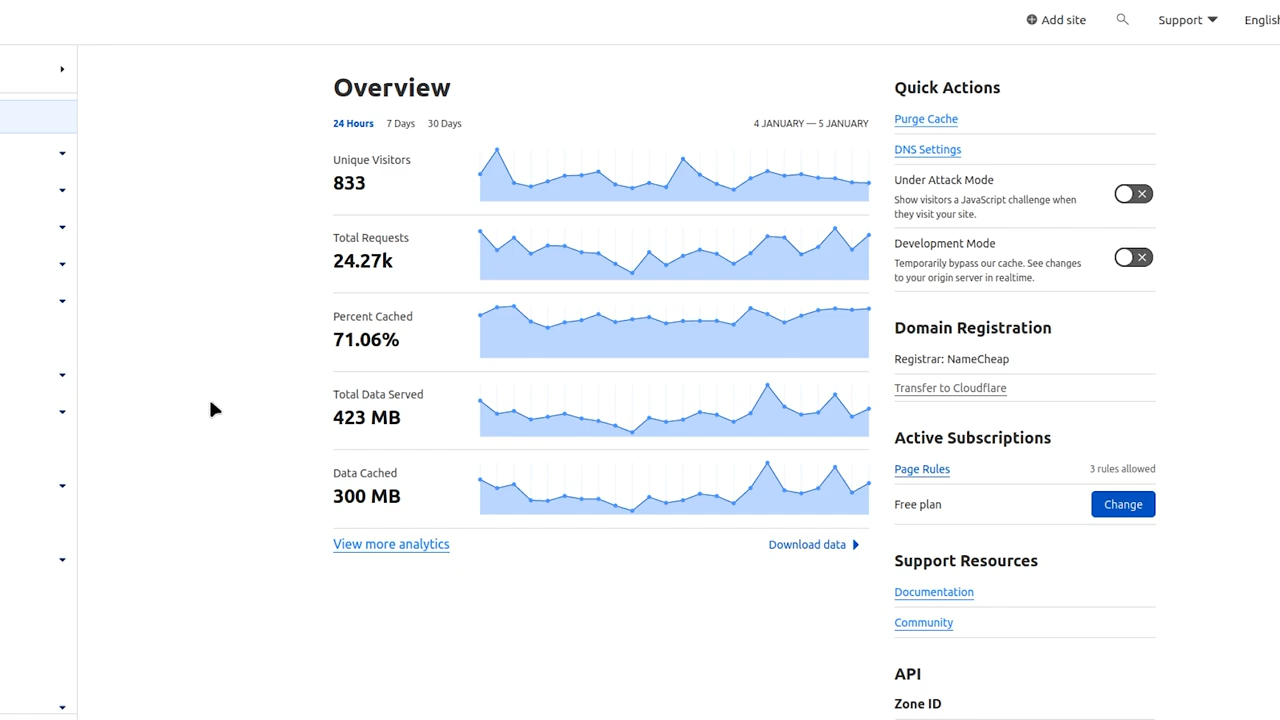 Add site
Support
English
Overview
24 Hours 7 Days 30 Days
4 JANUARY — 5 JANUARY
Unique Visitors
833
Total Requests
24.27k
Percent Cached
71.06%
Total Data Served
423 MB
Data Cached
300 MB
View more analytics
Download data
Quick Actions
Purge Cache
DNS Settings
Under Attack Mode
Show visitors a JavaScript challenge when
they visit your site.
Development Mode
Temporarily bypass our cache. See changes
to your origin server in realtime.
Domain Registration
Registrar: NameCheap
Transfer to Cloudflare
Active Subscriptions
Page Rules
3 rules allowed
Free plan
Change
Support Resources
Documentation
Community
API
Zone ID